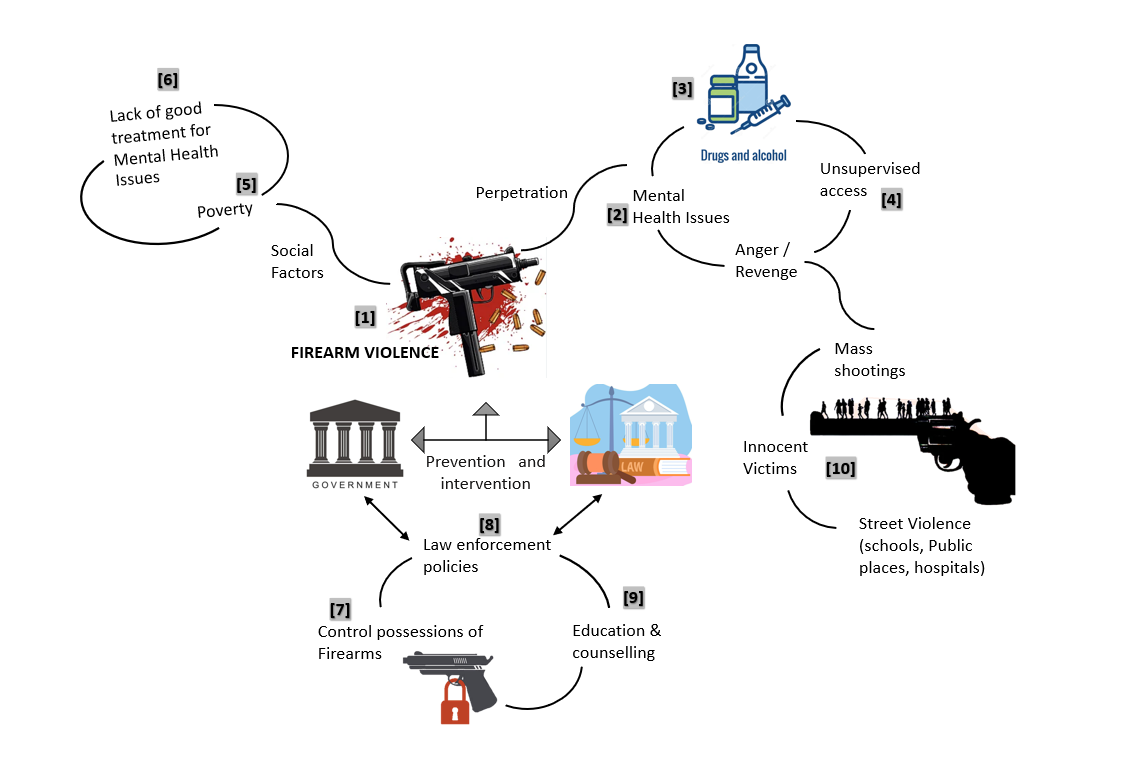 [6]
Lack of good
treatment for
Mental Health
Issues
[5]
Poverty
Social
Factors
[1]
FIREARM VIOLENCE
Perpetration
[3]
Drugs and alcohol
[2]
Mental
Health Issues
Unsupervised
access
[4]
Anger /
Revenge
Mass
shootings
Innocent
Victims
[10]
Street Violence
(schools, Public
places, hospitals)
GOVERNMENT
Prevention and
intervention
LAW
[8]
Law enforcement
policies
[7]
Control possessions of
Firearms
[9]
Education &
counselling